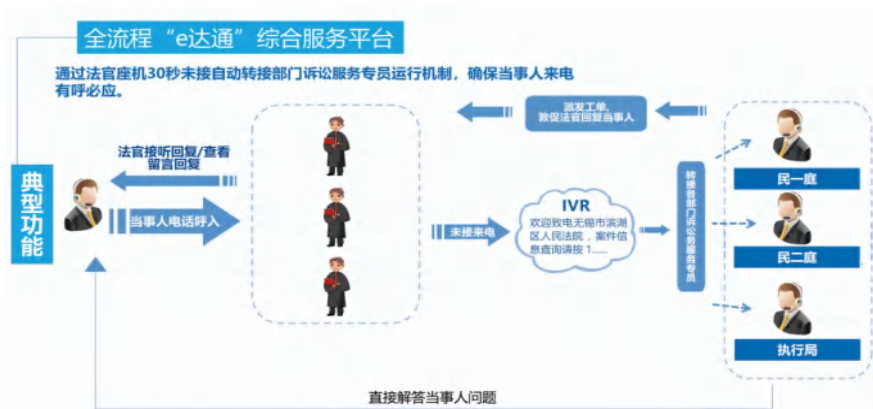 全流程“e达通”综合服务平台
通过法官座机30秒未接自动转接部门诉讼服务专员运行机制，确保当事人来电
有呼必应。
典型功能
法官接听回复/查看
留言回复
当事人电话呼入
未接来电
IVR
欢迎致电无锡市滨湖
区人民法院，案件信
息查询请按 1......
派发工单,
敦促法官回复当事人
转接各部门诉讼务服务专员
民一庭
民二庭
执行局
直接解答当事人问题